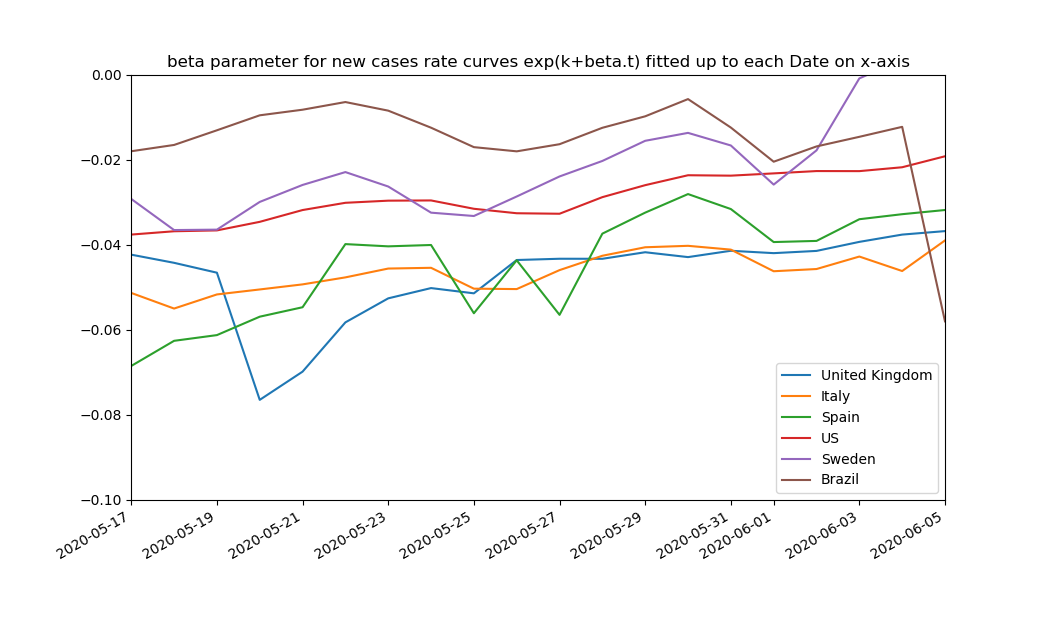 beta parameter for new cases rate curves exp(k+beta.t) fitted up to each Date on x-axis
0.00
−0.02
−0.04
−0.06
−0.08
−0.10
United Kingdom
Italy
Spain
US
Sweden
Brazil
2020-05-17
2020-05-19
2020-05-21
2020-05-23
2020-05-25
2020-05-27
2020-05-29
2020-05-31
2020-06-01
2020-06-03
2020-06-05